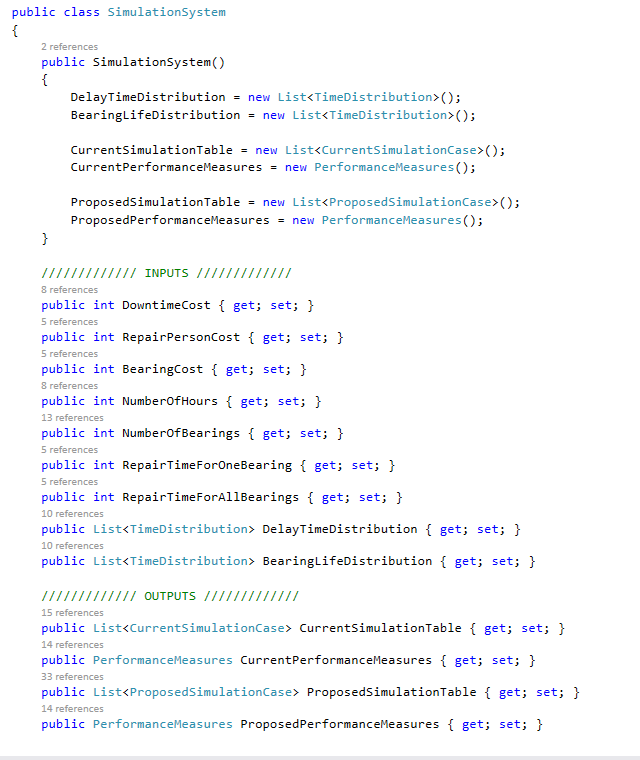 public class SimulationSystem
{
2 references
public SimulationSystem()
{
DelayTimeDistribution = new List<TimeDistribution>();
BearingLifeDistribution = new List<TimeDistribution>();
CurrentSimulationTable = new List<CurrentSimulationCase>();
CurrentPerformanceMeasures = new PerformanceMeasures();
ProposedSimulationTable = new List<ProposedSimulationCase>();
ProposedPerformanceMeasures = new PerformanceMeasures();
}
///////////// INPUTS /////////////
8 references
public int DowntimeCost { get; set; }
5 references
public int RepairPersonCost { get; set; }
5 references
public int BearingCost { get; set; }
8 references
public int NumberOfHours { get; set; }
13 references
public int NumberOfBearings { get; set; }
5 references
public int RepairTimeForOneBearing { get; set; }
5 references
public int RepairTimeForAllBearings { get; set; }
10 references
public List<TimeDistribution> DelayTimeDistribution { get; set; }
10 references
public List<TimeDistribution> BearingLifeDistribution { get; set; }
///////////// OUTPUTS /////////////
15 references
public List<CurrentSimulationCase> CurrentSimulationTable { get; set; }
14 references
public PerformanceMeasures CurrentPerformanceMeasures { get; set; }
33 references
public List<ProposedSimulationCase> ProposedSimulationTable { get; set; }
14 references
public PerformanceMeasures ProposedPerformanceMeasures { get; set; }